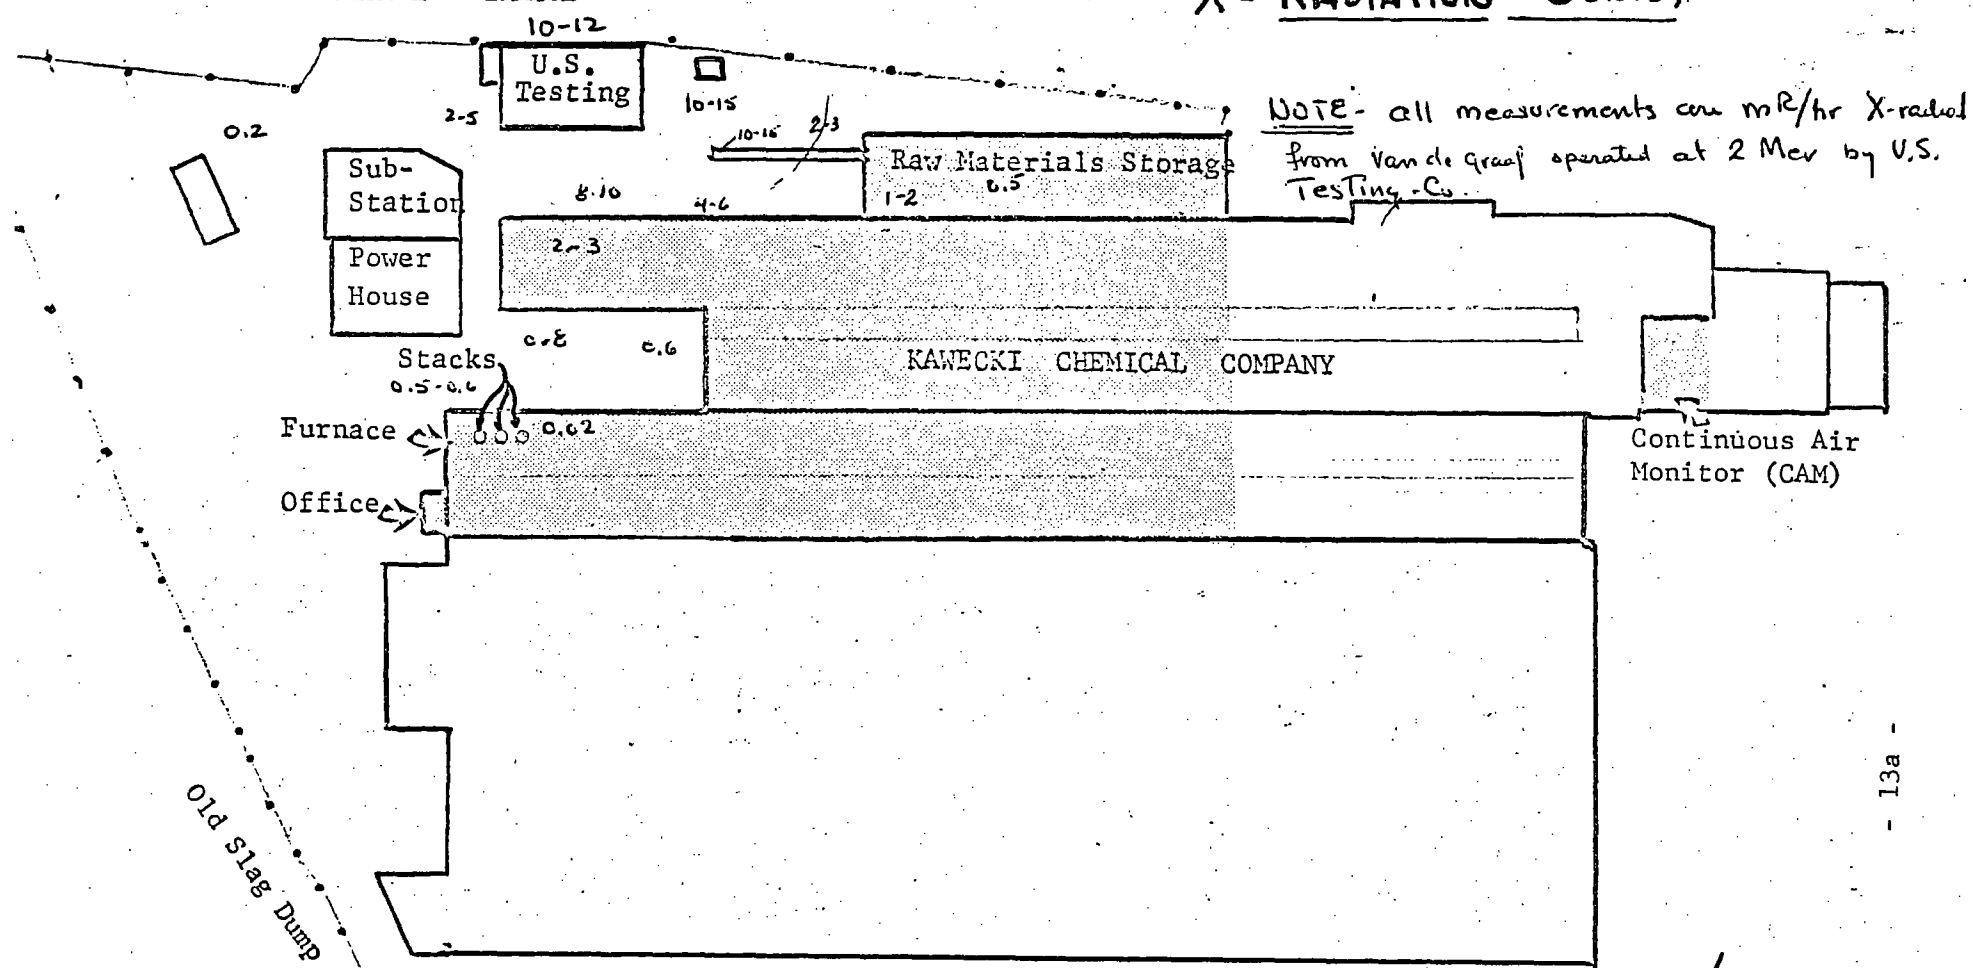 X - RADIATION
10-12
U.S.
Testing
10-15
2-5
0.2
NOTE - all measurements are mR/hr X-radiat
from Van de Graaf operated at 2 Mev by U.S.
Testing Co.
10-15
2-3
Raw Materials Storage
0.5
1-2
Sub-
Station
8-10
4-6
2-3
Power
House
0.8
0.6
Stacks
0.5-0.6
KAWECKI CHEMICAL COMPANY
Furnace
0.02
Continuous Air
Monitor (CAM)
Office
Old Slag Dump
- 13a -